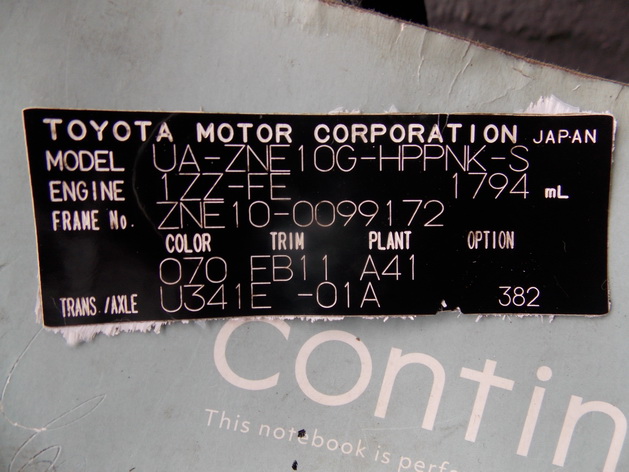 TOYOTA MOTOR CORPORATION JAPAN
MODEL UA-ZNE10G-HPPNK-S
ENGINE 1ZZ-FE 1794 mL
FRAME No. ZNE10-0099172
COLOR TRIM PLANT OPTION
070 FB11 A41
TRANS./AXLE U341E -01A 382
Contin
This notebook is perf